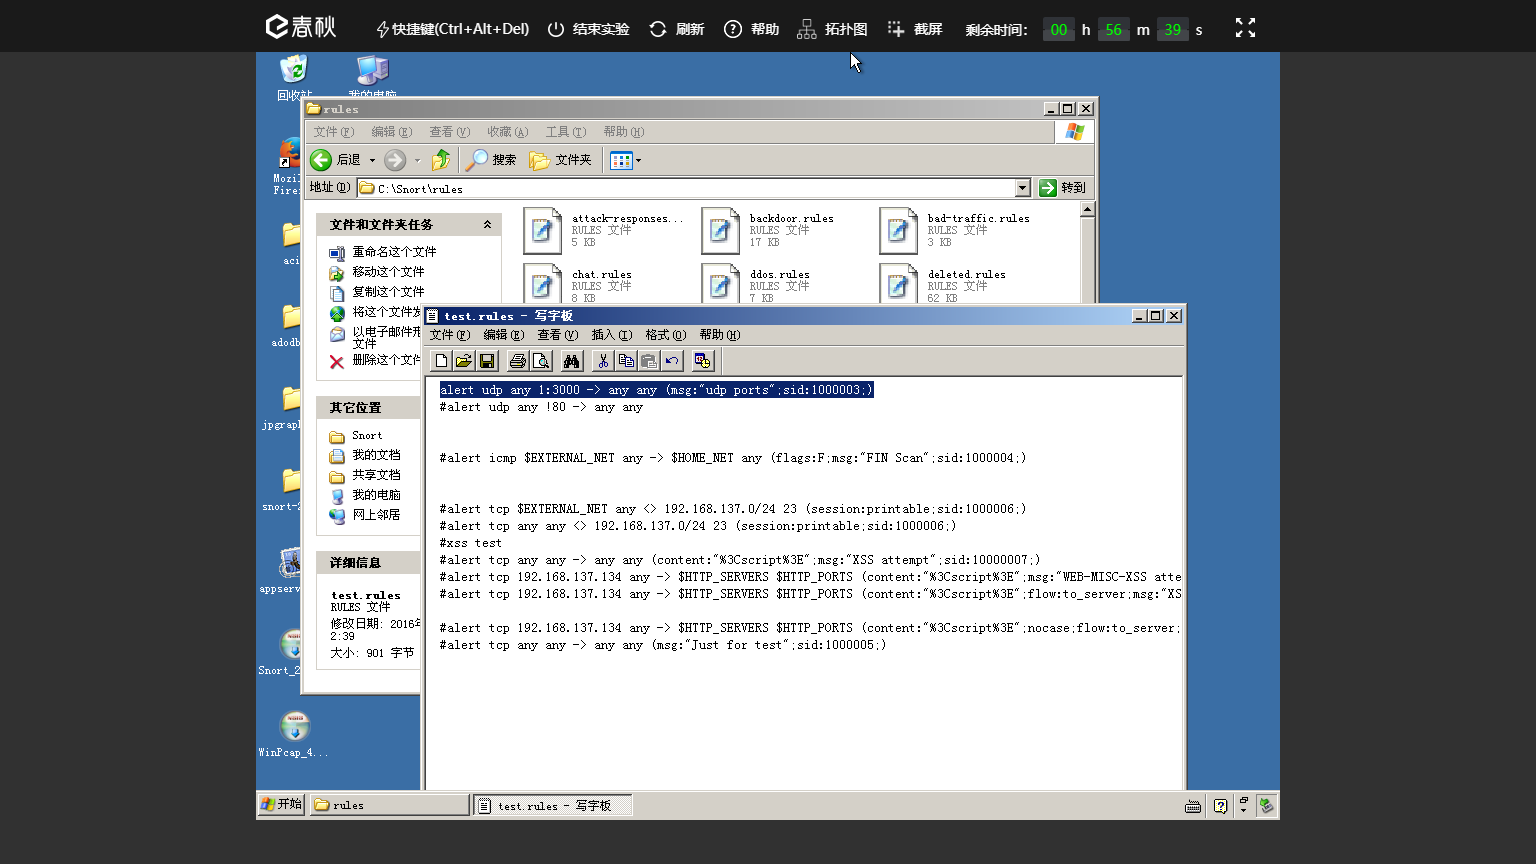 春秋 快捷键(Ctrl+Alt+Del) 结束实验 刷新 帮助 拓扑图 截屏 剩余时间: 00 h 56 m 39 s
回收站
我的电脑
rules
文件(F) 编辑(E) 查看(V) 收藏(A) 工具(T) 帮助(H)
后退 搜索 文件夹
地址(D) C:\Snort\rules 转到
文件和文件夹任务
重命名这个文件
移动这个文件
复制这个文件
将这个文件发
以电子邮件形
文件
删除这个文件
其它位置
Snort
我的文档
共享文档
我的电脑
网上邻居
详细信息
test.rules
RULES 文件
修改日期: 2016年
2:39
大小: 901 字节
attack-responses...
RULES 文件
5 KB
backdoor.rules
RULES 文件
17 KB
bad-traffic.rules
RULES 文件
3 KB
chat.rules
RULES 文件
8 KB
ddos.rules
RULES 文件
7 KB
deleted.rules
RULES 文件
62 KB
Mozil
Firef
aci
adodb
jpgraph
snort-2
appserv
Snort_2
WinPcap_4...
test.rules - 写字板
文件(F) 编辑(E) 查看(V) 插入(I) 格式(O) 帮助(H)
alert udp any 1:3000 -> any any (msg:"udp ports";sid:1000003;)
#alert udp any !80 -> any any
#alert icmp $EXTERNAL_NET any -> $HOME_NET any (flags:F;msg:"FIN Scan";sid:1000004;)
#alert tcp $EXTERNAL_NET any <> 192.168.137.0/24 23 (session:printable;sid:1000006;)
#alert tcp any any <> 192.168.137.0/24 23 (session:printable;sid:1000006;)
#xss test
#alert tcp any any -> any any (content:"%3Cscript%3E";msg:"XSS attempt";sid:10000007;)
#alert tcp 192.168.137.134 any -> $HTTP_SERVERS $HTTP_PORTS (content:"%3Cscript%3E";msg:"WEB-MISC-XSS atte
#alert tcp 192.168.137.134 any -> $HTTP_SERVERS $HTTP_PORTS (content:"%3Cscript%3E";flow:to_server;msg:"XS
#alert tcp 192.168.137.134 any -> $HTTP_SERVERS $HTTP_PORTS (content:"%3Cscript%3E";nocase;flow:to_server;
#alert tcp any any -> any any (msg:"Just for test";sid:1000005;)
开始 rules test.rules - 写字板